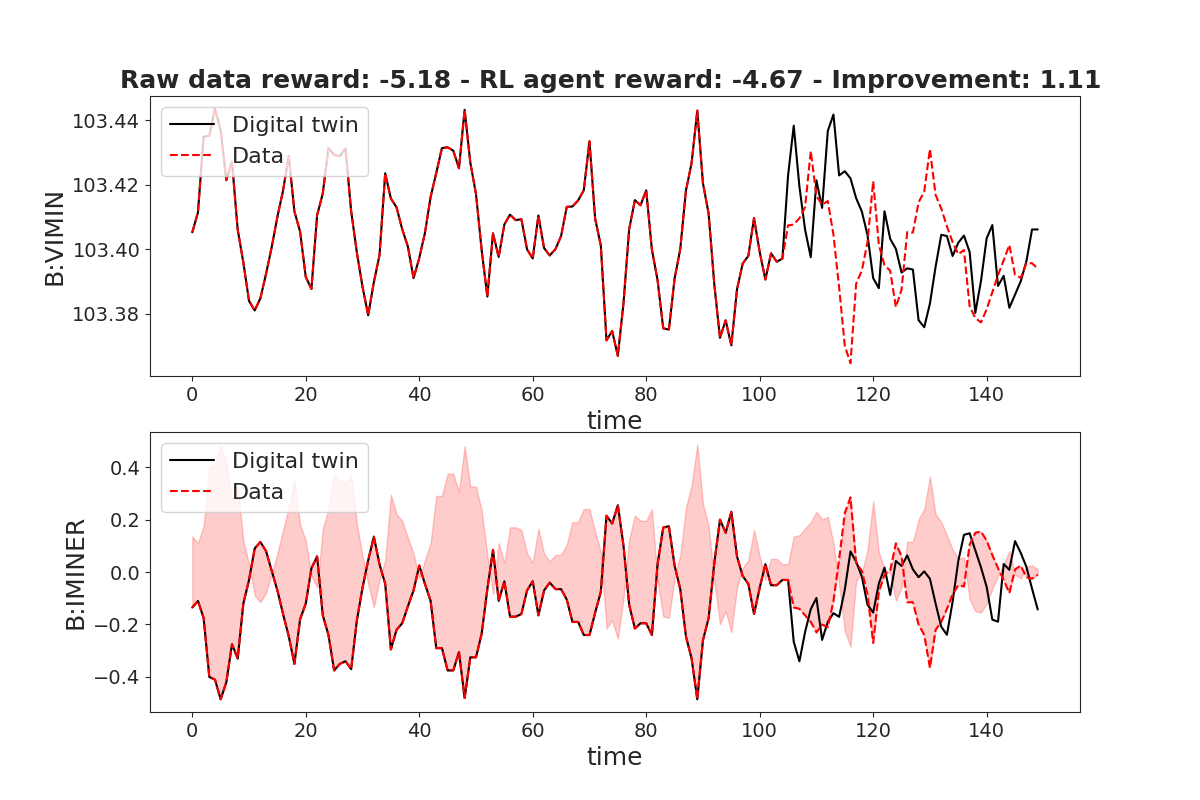 Raw data reward: -5.18 - RL agent reward: -4.67 - Improvement: 1.11
B:VIMIN
103.44
103.42
103.40
103.38
Digital twin
Data
0 20 40 60 80 100 120 140
time
B:IMINER
0.4
0.2
0.0
−0.2
−0.4
Digital twin
Data
0 20 40 60 80 100 120 140
time